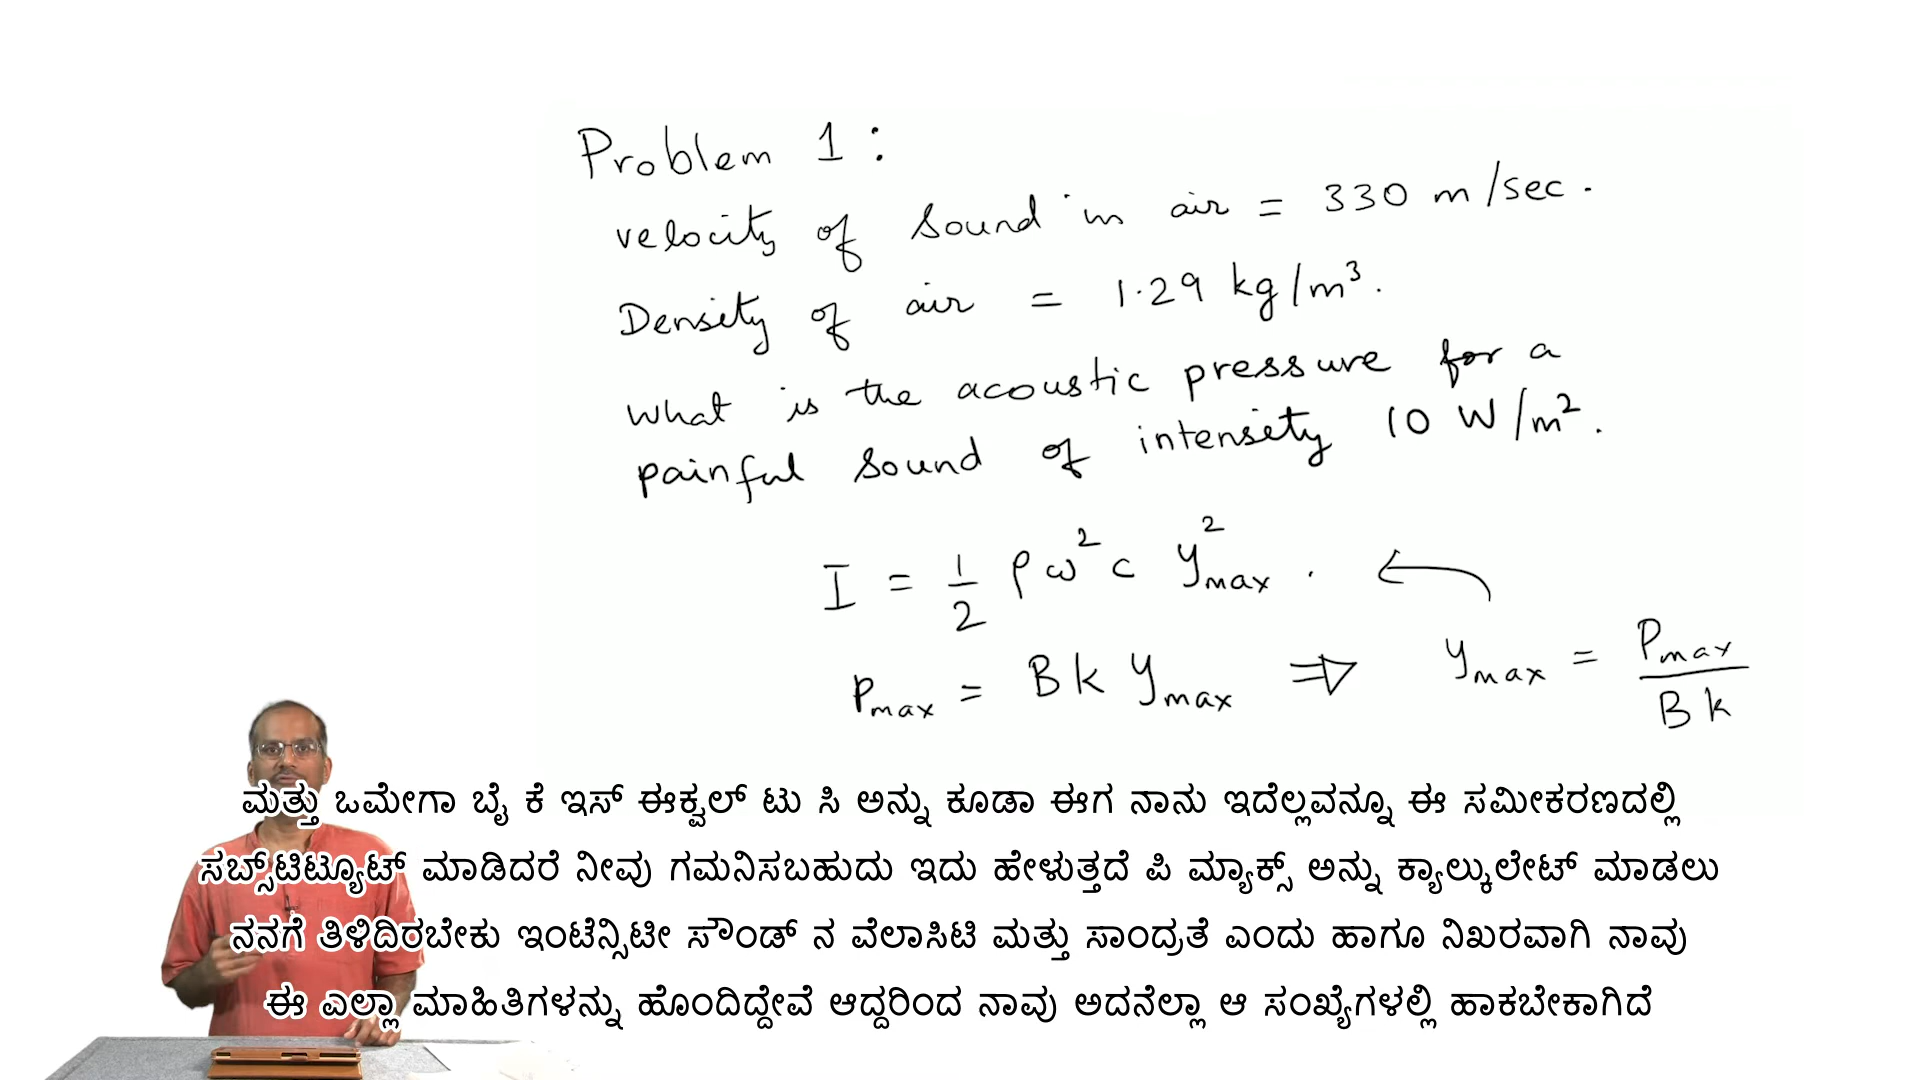 Problem 1:
velocity of sound in air = 330 m/sec.
Density of air = 1.29 kg/m³.
What is the acoustic pressure for a
painful sound of intensity 10 W/m².
I = 1/2 ρω²c y²max .
Pmax = Bk ymax ⇒ ymax = Pmax/Bk
ಮತ್ತು ಒಮೇಗಾ ಬೈ ಕೆ ಇಸ್ ಈಕ್ವಲ್ ಟು ಸಿ ಅನ್ನು ಕೂಡಾ ಈಗ ನಾನು ಇದೆಲ್ಲವನ್ನೂ ಈ ಸಮೀಕರಣದಲ್ಲಿ
ಸಬ್ಸ್ಟಿಟ್ಯೂಟ್ ಮಾಡಿದರೆ ನೀವು ಗಮನಿಸಬಹುದು ಇದು ಹೇಳುತ್ತದೆ ಪಿ ಮ್ಯಾಕ್ಸ್ ಅನ್ನು ಕ್ಯಾಲ್ಕುಲೇಟ್ ಮಾಡಲು
ನನಗೆ ತಿಳಿದಿರಬೇಕು ಇಂಟೆನ್ಸಿಟೀ ಸೌಂಡ್ ನ ವೆಲಾಸಿಟಿ ಮತ್ತು ಸಾಂದ್ರತೆ ಎಂದು ಹಾಗೂ ನಿಖರವಾಗಿ ನಾವು
ಈ ಎಲ್ಲಾ ಮಾಹಿತಿಗಳನ್ನು ಹೊಂದಿದ್ದೇವೆ ಆದ್ದರಿಂದ ನಾವು ಅದನೆಲ್ಲಾ ಆ ಸಂಖ್ಯೆಗಳಲ್ಲಿ ಹಾಕಬೇಕಾಗಿದೆ